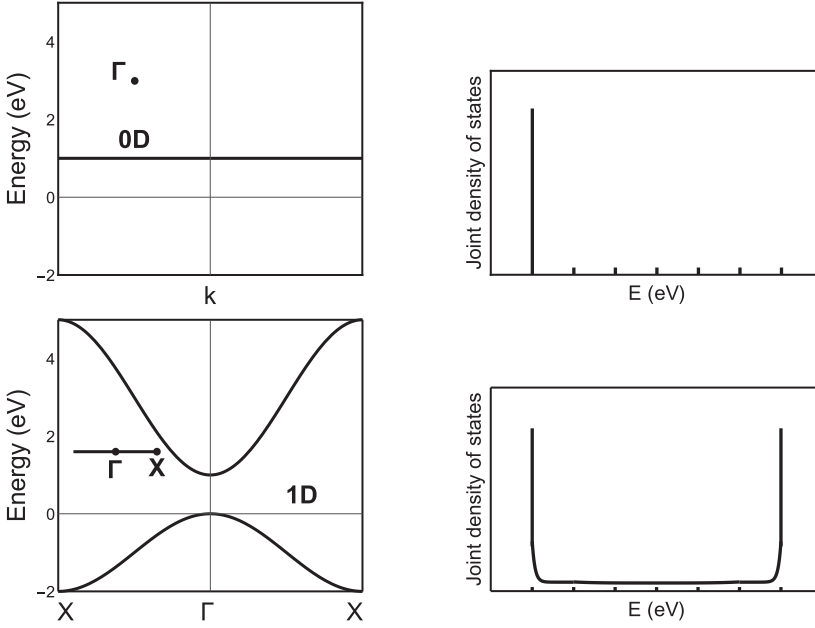 Energy (eV)
4
2
0
−2
Γ
0D
k
Joint density of states
E (eV)
Energy (eV)
4
2
0
−2
Γ
X
1D
X
Γ
X
Joint density of states
E (eV)